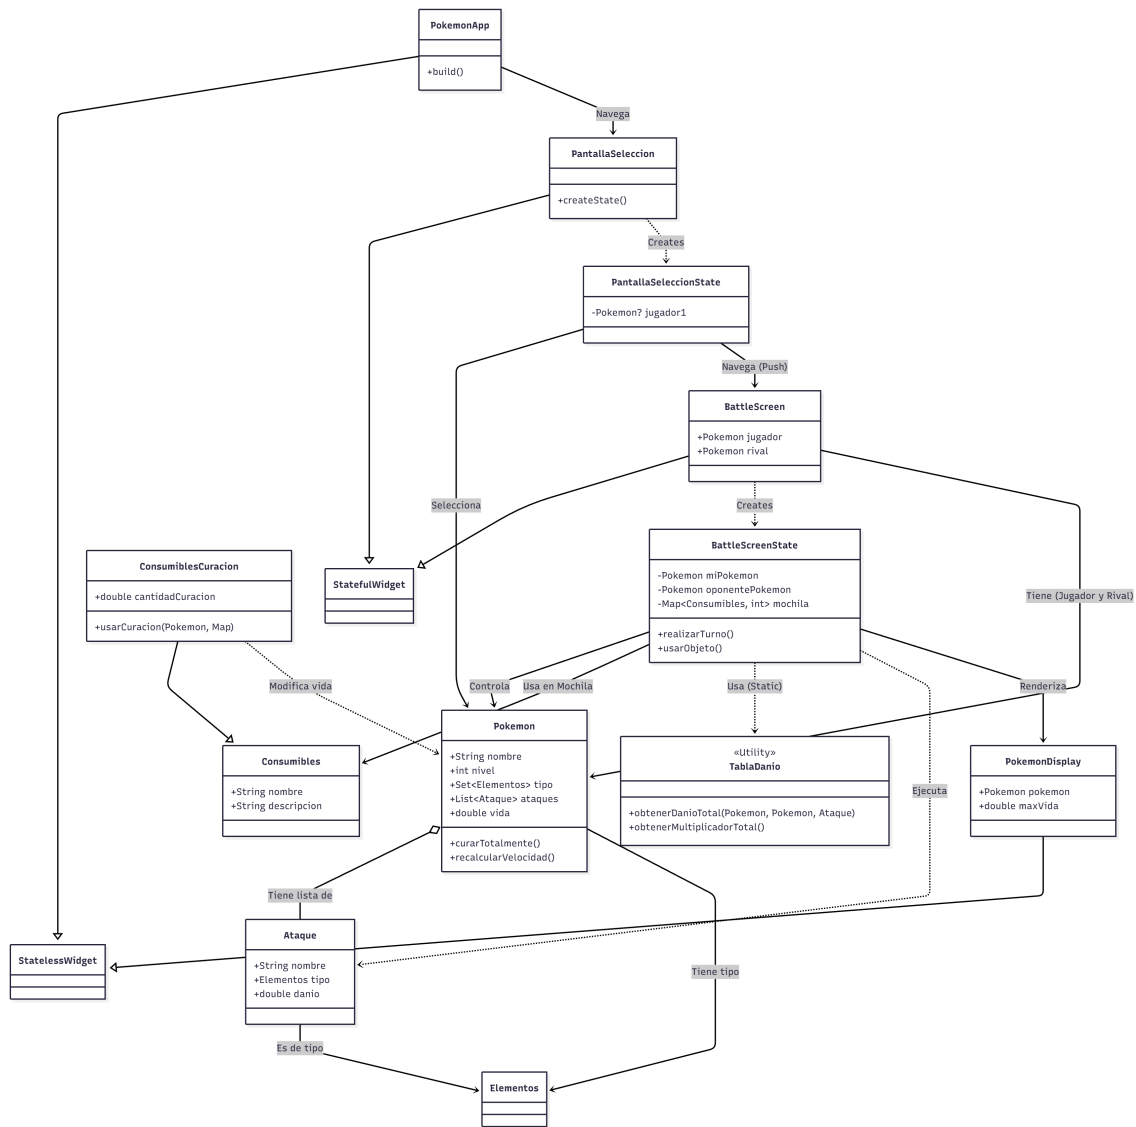 PokemonApp
+build()
Navega
PantallaSeleccion
+createState()
Creates
PantallaSeleccionState
-Pokemon? jugador1
Navega (Push)
BattleScreen
+Pokemon jugador
+Pokemon rival
Selecciona
Creates
BattleScreenState
-Pokemon miPokemon
-Pokemon oponentePokemon
-Map<Consumibles, int> mochila
+realizarTurno()
+usarObjeto()
ConsumiblesCuracion
+double cantidadCuracion
+usarCuracion(Pokemon, Map)
StatefulWidget
Tiene (Jugador y Rival)
Modifica vida
Controla
Usa en Mochila
Usa (Static)
Renderiza
Pokemon
+String nombre
+int nivel
+Set<Elementos> tipo
+List<Ataque> ataques
+double vida
+curarTotalmente()
+recalcularVelocidad()
Consumibles
+String nombre
+String descripcion
«Utility»
TablaDanio
+obtenerDanioTotal(Pokemon, Pokemon, Ataque)
+obtenerMultiplicadorTotal()
Ejecuta
PokemonDisplay
+Pokemon pokemon
+double maxVida
Tiene lista de
StatelessWidget
Ataque
+String nombre
+Elementos tipo
+double danio
Tiene tipo
Es de tipo
Elementos